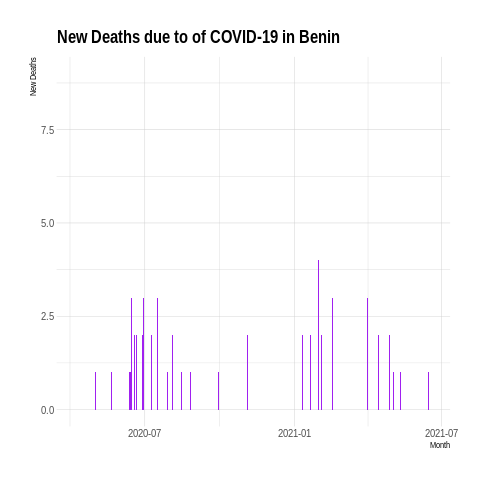 New Deaths due to of COVID-19 in Benin
New Deaths
7.5
5.0
2.5
0.0
2020-07
2021-01
2021-07
Month